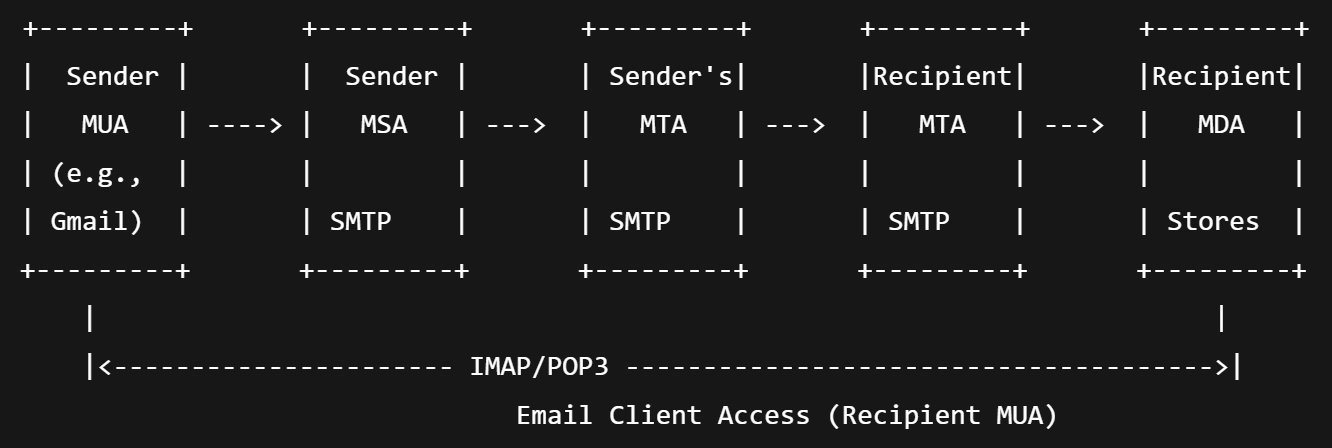 +---------+       +---------+       +---------+       +---------+       +---------+
|  Sender |       |  Sender |       | Sender's|       |Recipient|       |Recipient|
|   MUA   | ----> |   MSA   | --->  |   MTA   | --->  |   MTA   | --->  |   MDA   |
| (e.g.,  |       |         |       |         |       |         |       |         |
| Gmail)  |       | SMTP    |       | SMTP    |       | SMTP    |       | Stores  |
+---------+       +---------+       +---------+       +---------+       +---------+
    |                                                                        |
    |<---------------------- IMAP/POP3 -------------------------------------->|
                               Email Client Access (Recipient MUA)